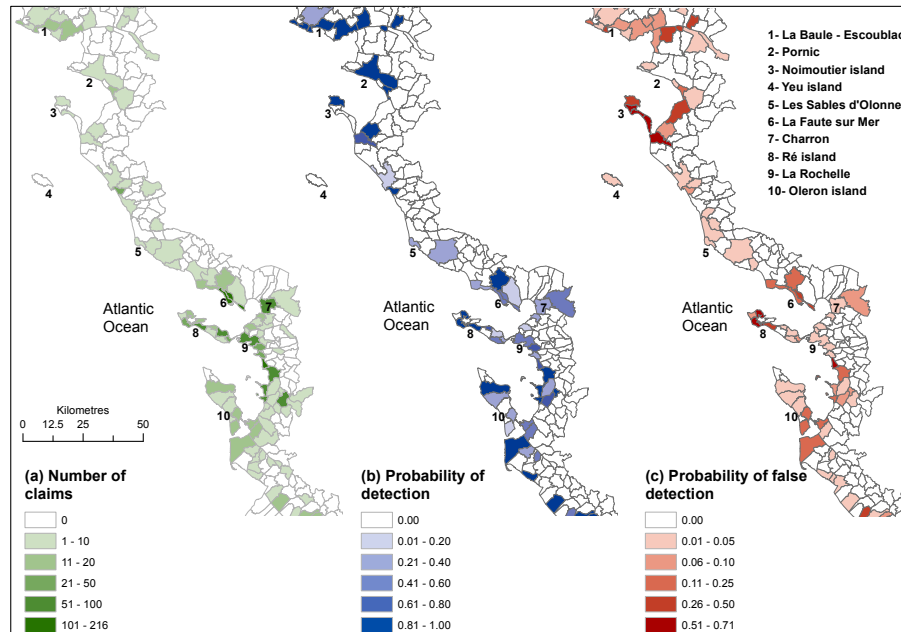 1
2
3
4
5
6
7
8
9
10
Atlantic
Ocean
Kilometres
0 12.5 25 50
(a) Number of
claims
0
1 - 10
11 - 20
21 - 50
51 - 100
101 - 216
1
2
3
4
5
6
7
8
9
10
Atlantic
Ocean
(b) Probability of
detection
0.00
0.01 - 0.20
0.21 - 0.40
0.41 - 0.60
0.61 - 0.80
0.81 - 1.00
1
2
3
4
5
6
7
8
9
10
Atlantic
Ocean
(c) Probability of false
detection
0.00
0.01 - 0.05
0.06 - 0.10
0.11 - 0.25
0.26 - 0.50
0.51 - 0.71
1- La Baule - Escoublac
2- Pornic
3- Noimoutier island
4- Yeu island
5- Les Sables d'Olonne
6- La Faute sur Mer
7- Charron
8- Ré island
9- La Rochelle
10- Oleron island